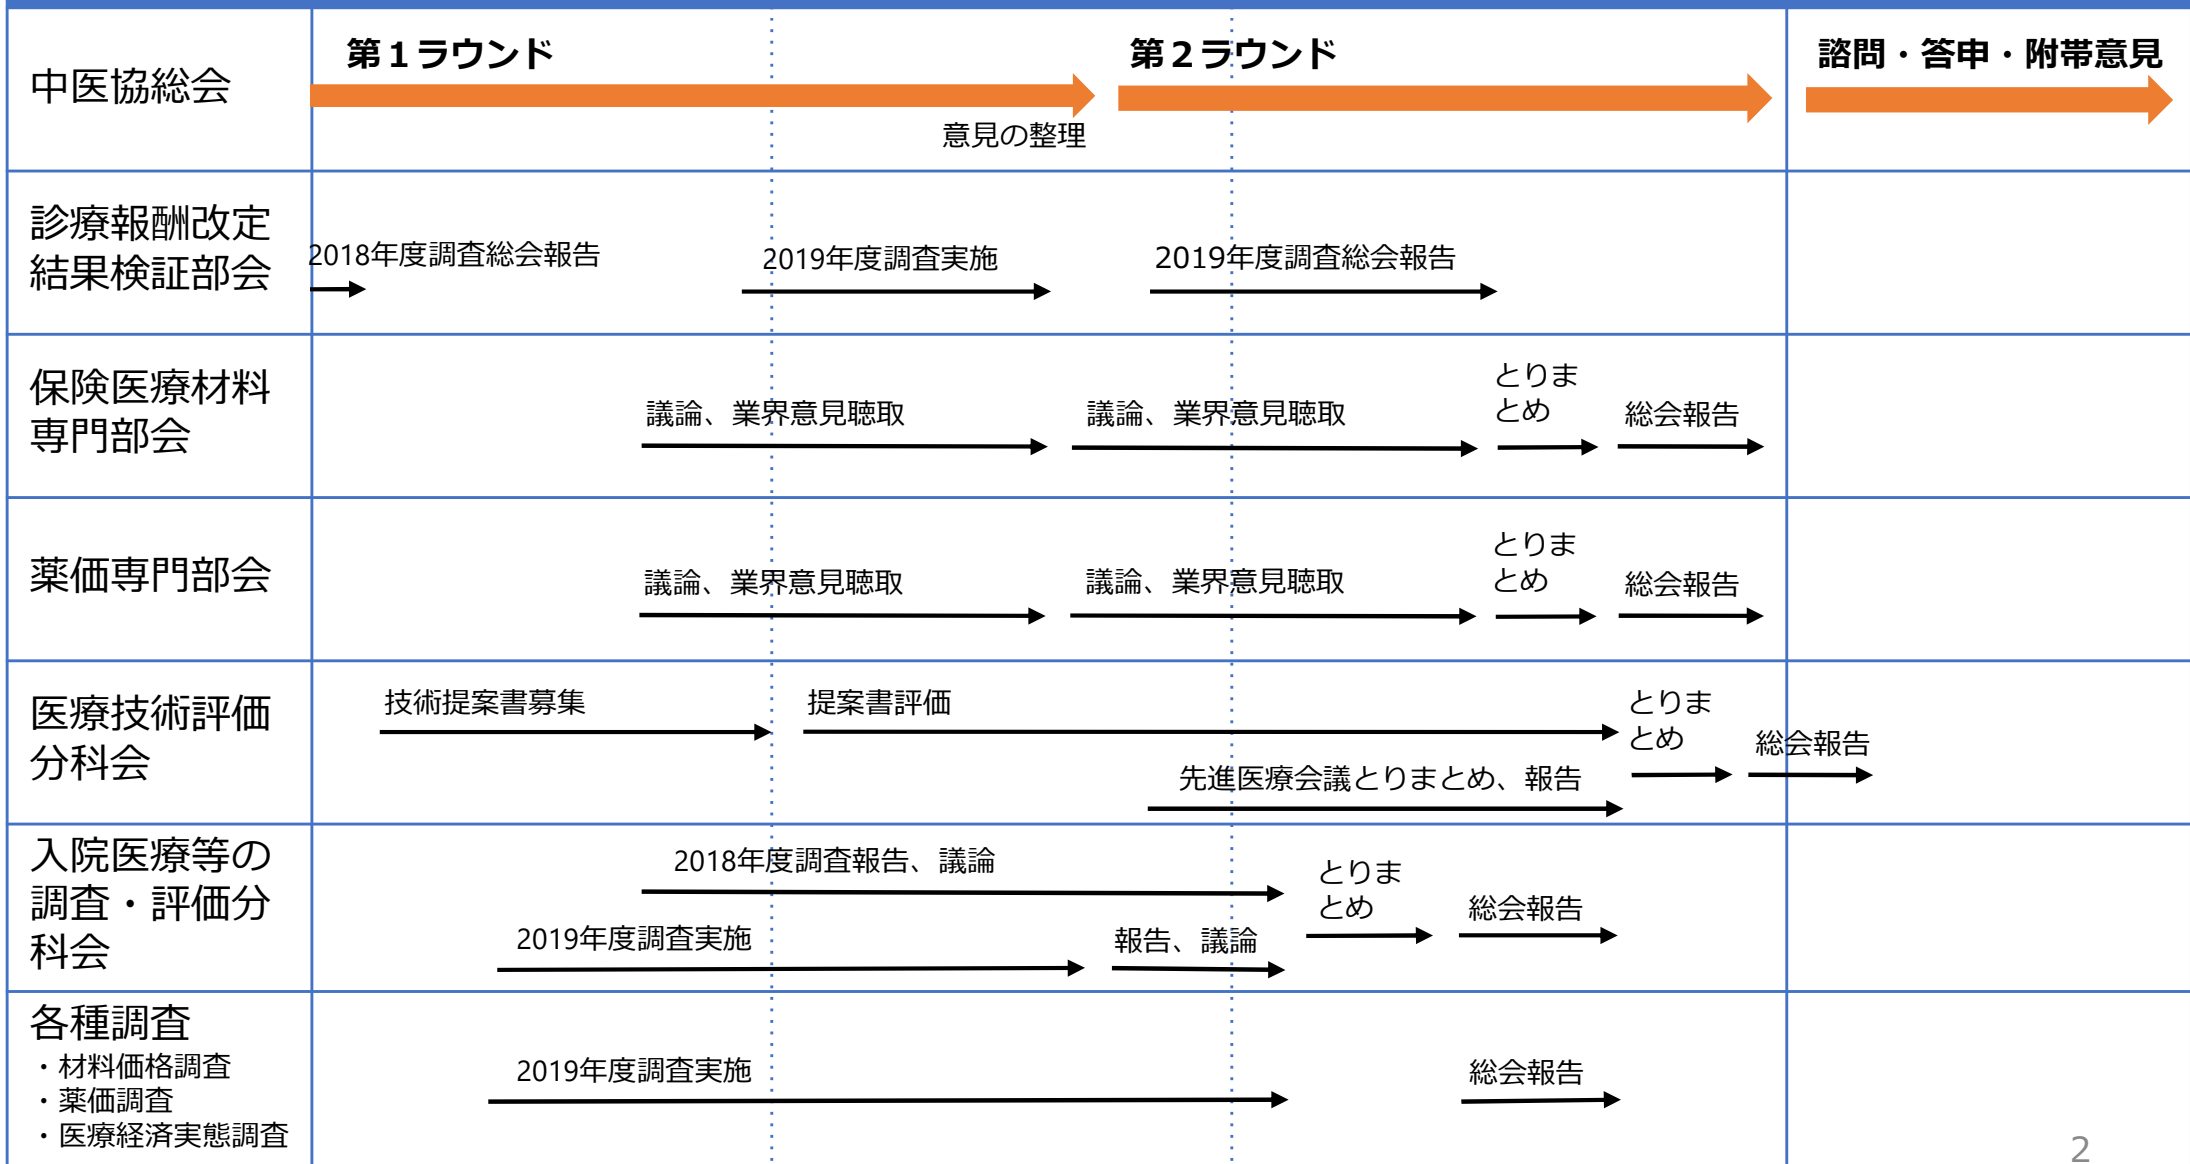 第１ラウンド
第２ラウンド
諮問・答申・附帯意見
中医協総会
意見の整理
診療報酬改定
結果検証部会
2018年度調査総会報告
2019年度調査実施
2019年度調査総会報告
保険医療材料
専門部会
議論、業界意見聴取
議論、業界意見聴取
とりま
とめ
総会報告
薬価専門部会
議論、業界意見聴取
議論、業界意見聴取
とりま
とめ
総会報告
医療技術評価
分科会
技術提案書募集
提案書評価
とりま
とめ
総会報告
先進医療会議とりまとめ、報告
入院医療等の
調査・評価分
科会
2018年度調査報告、議論
とりま
とめ
総会報告
2019年度調査実施
報告、議論
各種調査
・材料価格調査
・薬価調査
・医療経済実態調査
2019年度調査実施
総会報告
2